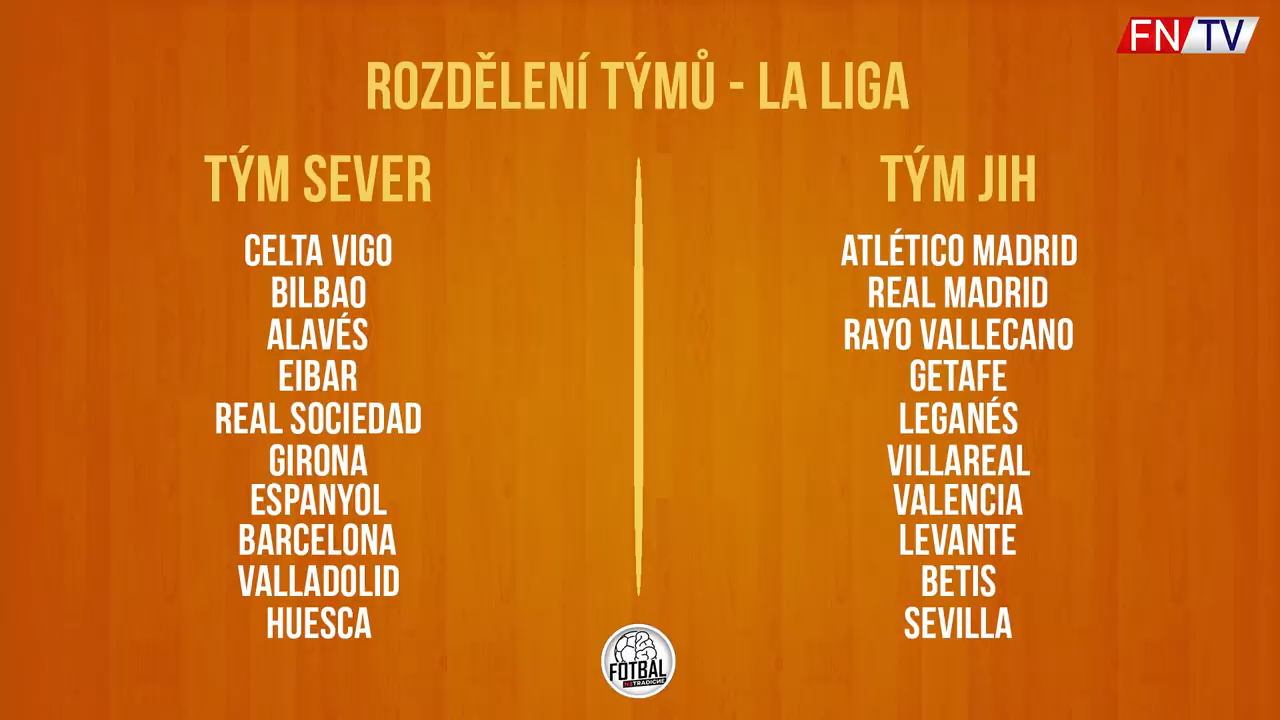 FN TV
ROZDĚLENÍ TÝMŮ - LA LIGA
TÝM SEVER
CELTA VIGO
BILBAO
ALAVÉS
EIBAR
REAL SOCIEDAD
GIRONA
ESPANYOL
BARCELONA
VALLADOLID
HUESCA
TÝM JIH
ATLÉTICO MADRID
REAL MADRID
RAYO VALLECANO
GETAFE
LEGANÉS
VILLAREAL
VALENCIA
LEVANTE
BETIS
SEVILLA
FOTBAL
NETRADIČNĚ